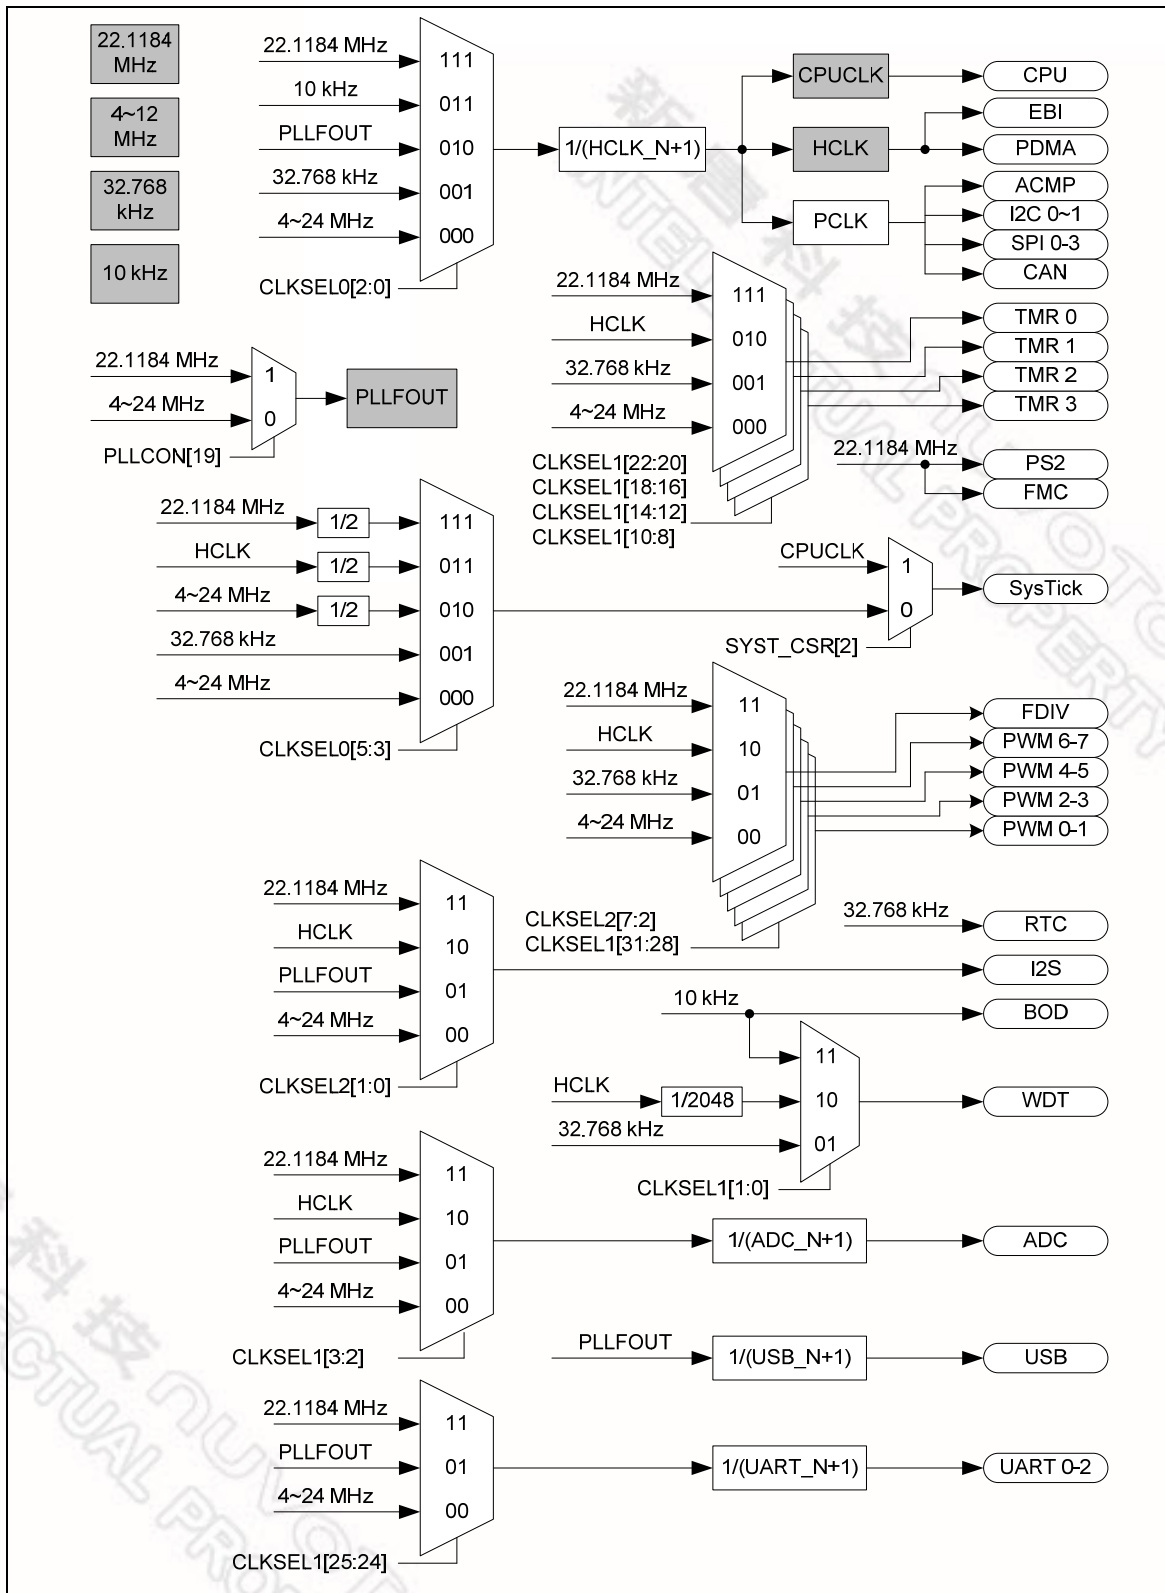 22.1184
MHz
4~12
MHz
32.768
kHz
10 kHz
22.1184 MHz
10 kHz
PLLFOUT
32.768 kHz
4~24 MHz
111
011
010
001
000
CLKSEL0[2:0]
1/(HCLK_N+1)
CPUCLK
HCLK
PCLK
CPU
EBI
PDMA
ACMP
I2C 0~1
SPI 0-3
CAN
22.1184 MHz
HCLK
32.768 kHz
4~24 MHz
111
010
001
000
CLKSEL1[22:20]
CLKSEL1[18:16]
CLKSEL1[14:12]
CLKSEL1[10:8]
TMR 0
TMR 1
TMR 2
TMR 3
22.1184 MHz
4~24 MHz
1
0
PLLCON[19]
PLLFOUT
22.1184 MHz
PS2
FMC
22.1184 MHz
HCLK
4~24 MHz
32.768 kHz
4~24 MHz
1/2
1/2
1/2
111
011
010
001
000
CLKSEL0[5:3]
CPUCLK
1
0
SYST_CSR[2]
SysTick
22.1184 MHz
HCLK
32.768 kHz
4~24 MHz
11
10
01
00
CLKSEL2[7:2]
CLKSEL1[31:28]
FDIV
PWM 6-7
PWM 4-5
PWM 2-3
PWM 0-1
22.1184 MHz
HCLK
PLLFOUT
4~24 MHz
11
10
01
00
CLKSEL2[1:0]
32.768 kHz
RTC
I2S
10 kHz
BOD
HCLK
1/2048
32.768 kHz
11
10
01
CLKSEL1[1:0]
WDT
22.1184 MHz
HCLK
PLLFOUT
4~24 MHz
11
10
01
00
CLKSEL1[3:2]
1/(ADC_N+1)
ADC
PLLFOUT
1/(USB_N+1)
USB
22.1184 MHz
PLLFOUT
4~24 MHz
11
01
00
CLKSEL1[25:24]
1/(UART_N+1)
UART 0-2